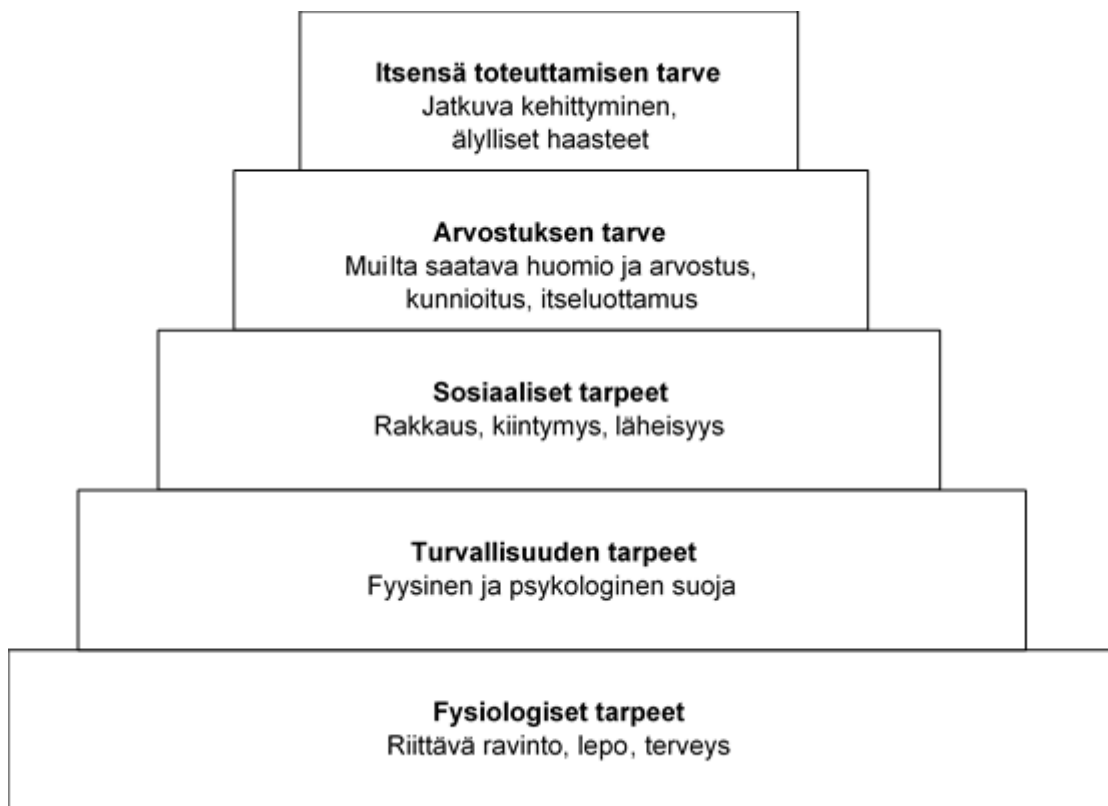 Itsensä toteuttamisen tarve
Jatkuva kehittyminen,
älylliset haasteet
Arvostuksen tarve
Muilta saatava huomio ja arvostus,
kunnioitus, itseluottamus
Sosiaaliset tarpeet
Rakkaus, kiintymys, läheisyys
Turvallisuuden tarpeet
Fyysinen ja psykologinen suoja
Fysiologiset tarpeet
Riittävä ravinto, lepo, terveys